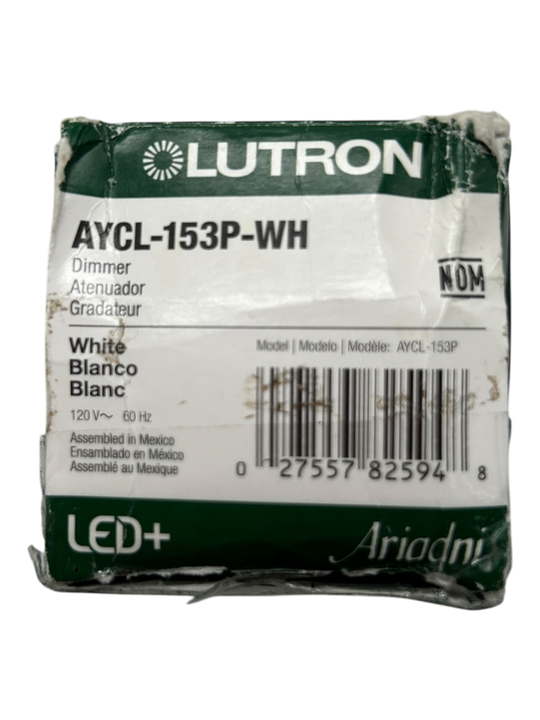 LUTRON
AYCL-153P-WH
Dimmer
Atenuador
Gradateur
NOM
White
Blanco
Blanc
Model | Modelo | Modèle: AYCL-153P
120 V~ 60 Hz
Assembled in Mexico
Ensamblado en México
Assemblé au Mexique
0 27557 82594 8
LED+
Ariadni